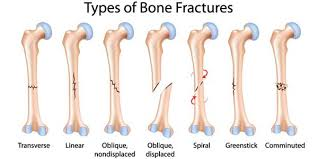 Types of Bone Fractures
Transverse
Linear
Oblique,
nondisplaced
Oblique,
displaced
Spiral
Greenstick
Comminuted